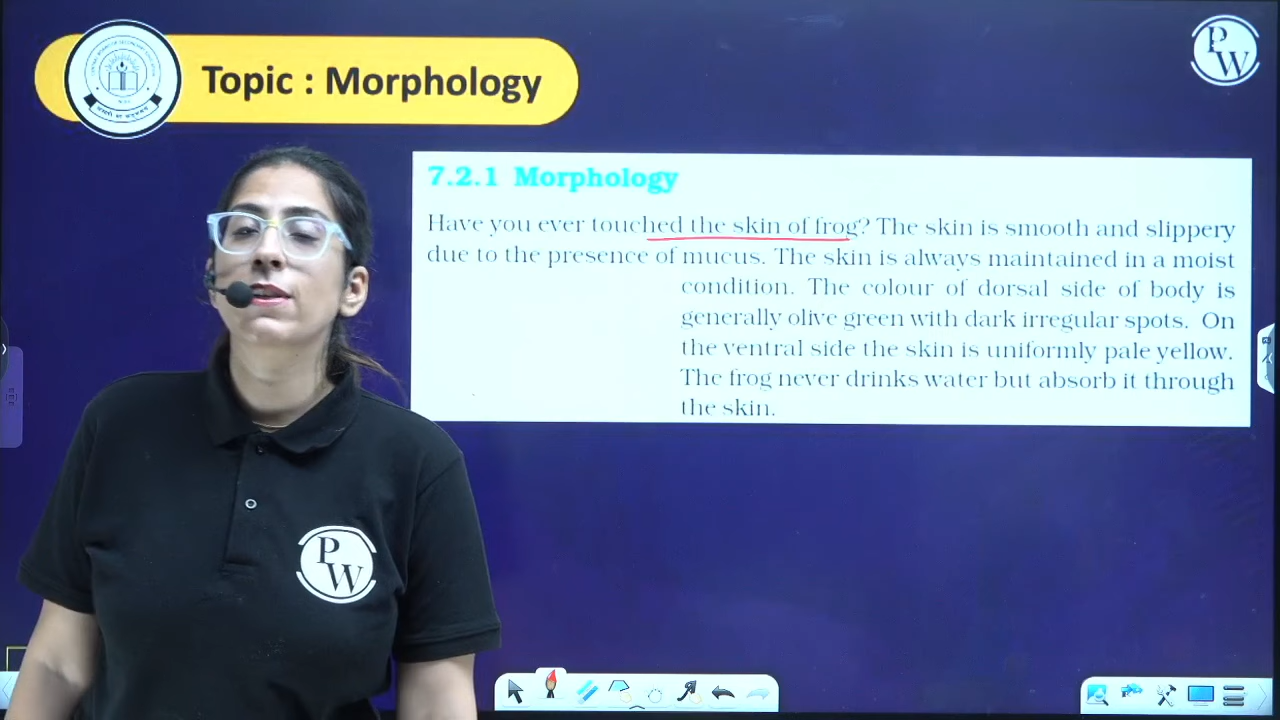 Topic : Morphology
P
W
7.2.1 Morphology
Have you ever touched the skin of frog? The skin is smooth and slippery
due to the presence of mucus. The skin is always maintained in a moist
condition. The colour of dorsal side of body is
generally olive green with dark irregular spots. On
the ventral side the skin is uniformly pale yellow.
The frog never drinks water but absorb it through
the skin.
P
W